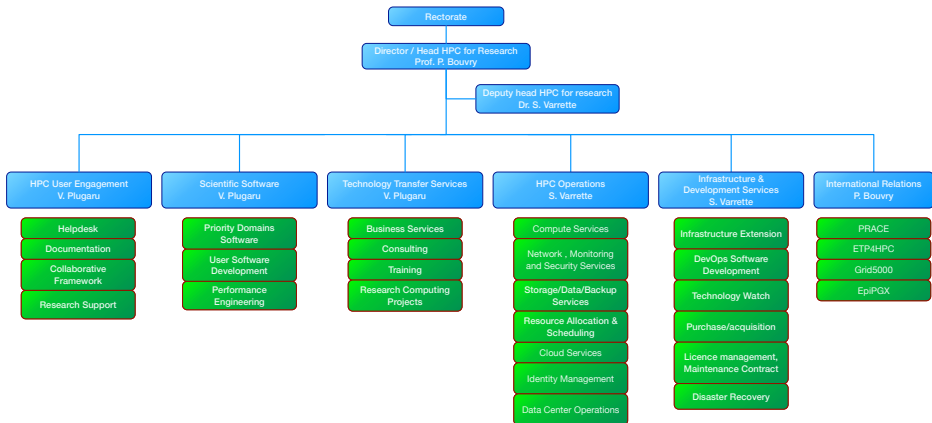 Rectorate
Director / Head HPC for Research
Prof. P. Bouvry
Deputy head HPC for research
Dr. S. Varrette
HPC User Engagement
V. Plugaru
Helpdesk
Documentation
Collaborative
Framework
Research Support
Scientific Software
V. Plugaru
Priority Domains
Software
User Software
Development
Performance
Engineering
Technology Transfer Services
V. Plugaru
Business Services
Consulting
Training
Research Computing
Projects
HPC Operations
S. Varrette
Compute Services
Network , Monitoring
and Security Services
Storage/Data/Backup
Services
Resource Allocation &
Scheduling
Cloud Services
Identity Management
Data Center Operations
Infrastructure &
Development Services
S. Varrette
Infrastructure Extension
DevOps Software
Development
Technology Watch
Purchase/acquisition
Licence management,
Maintenance Contract
Disaster Recovery
International Relations
P. Bouvry
PRACE
ETP4HPC
Grid5000
EpiPGX